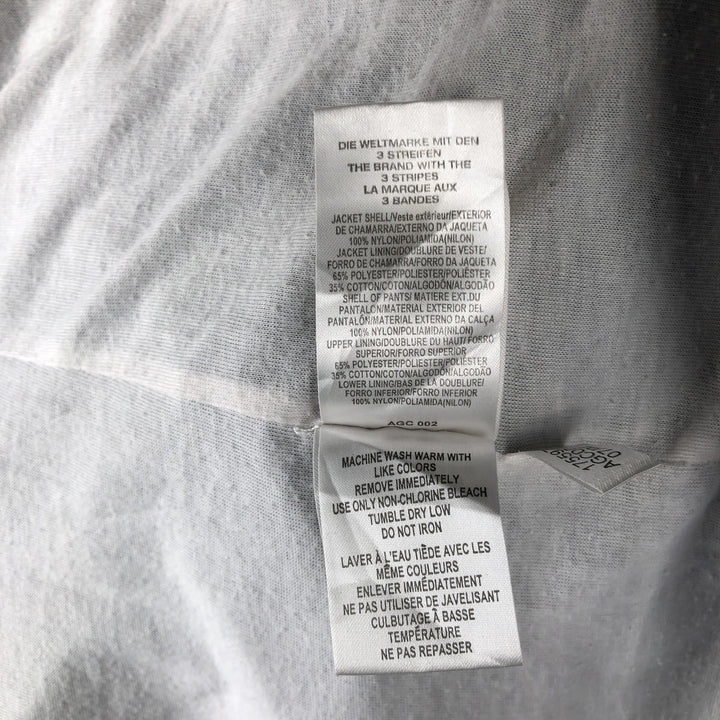 DIE WELTMARKE MIT DEN
3 STREIFEN
THE BRAND WITH THE
3 STRIPES
LA MARQUE AUX
3 BANDES
JACKET SHELL/Veste extérieur/EXTERIOR
DE CHAMARRA/EXTERNO DA JAQUETA
100% NYLON/POLIAMIDA(NILON)
JACKET LINING/DOUBLURE DE VESTE/
FORRO DE CHAMARRA/FORRO DA JAQUETA
65% POLYESTER/POLIESTER/POLIÉSTER
35% COTTON/COTON/ALGODÓN/ALGODÃO
SHELL OF PANTS/ MATIERE EXT.DU
PANTALON/MATERIAL EXTERIOR DEL
PANTALÓN/MATERIAL EXTERNO DA CALÇA
100% NYLON/POLIAMIDA(NILON)
UPPER LINING/DOUBLURE DU HAUT/ FORRO
SUPERIOR/FORRO SUPERIOR
65% POLYESTER/POLIESTER/POLIÉSTER
35% COTTON/COTON/ALGODÓN/ALGODÃO
LOWER LINING/BAS DE LA DOUBLURE/
FORRO INFERIOR/FORRO INFERIOR
100% NYLON/POLIAMIDA(NILON)
AGC 002
MACHINE WASH WARM WITH
LIKE COLORS
REMOVE IMMEDIATELY
USE ONLY NON-CHLORINE BLEACH
TUMBLE DRY LOW
DO NOT IRON
LAVER À L'EAU TIÈDE AVEC LES
MÊME COULEURS
ENLEVER IMMÉDIATEMENT
NE PAS UTILISER DE JAVELISANT
CULBUTAGE À BASSE
TEMPÉRATURE
NE PAS REPASSER